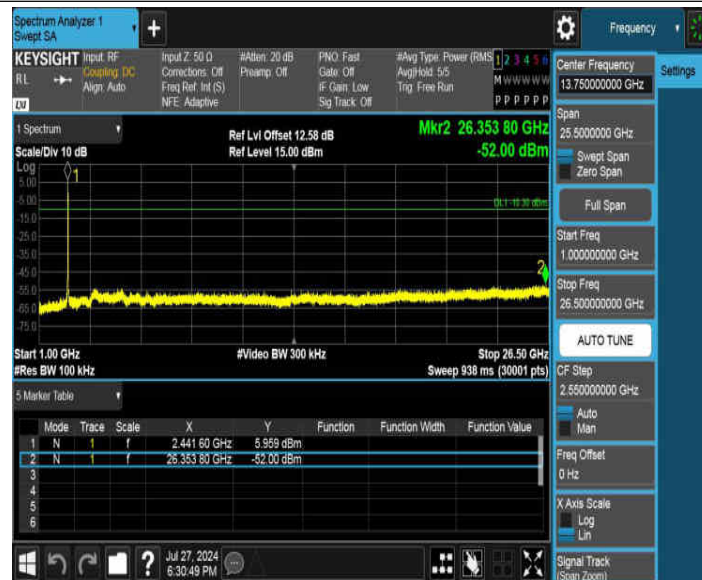 Spectrum Analyzer 1
Swept SA
+
Frequency
KEYSIGHT
RL
Input: RF
Coupling: DC
Align: Auto
Input Z: 50 Ω
Corrections: Off
Freq Ref: Int (S)
NFE: Adaptive
#Atten: 20 dB
Preamp: Off
PNO: Fast
Gate: Off
IF Gain: Low
Sig Track: Off
#Avg Type: Power (RMS
Avg|Hold: 5/5
Trig: Free Run
1 2 3 4 5 6
M W W W W W
P P P P P P
Center Frequency
13.750000000 GHz
Settings
Span
25.5000000 GHz
Swept Span
Zero Span
Full Span
Start Freq
1.000000000 GHz
Stop Freq
26.500000000 GHz
AUTO TUNE
CF Step
2.550000000 GHz
Auto
Man
Freq Offset
0 Hz
X Axis Scale
Log
Lin
Signal Track
(Span Zoom)
1 Spectrum
Scale/Div 10 dB
Ref Lvl Offset 12.58 dB
Ref Level 15.00 dBm
Mkr2 26.353 80 GHz
-52.00 dBm
Log
5.00
-5.00
-15.0
-25.0
-35.0
-45.0
-55.0
-65.0
-75.0
1
DL1 -10.30 dBm
2
Start 1.00 GHz
#Res BW 100 kHz
#Video BW 300 kHz
Stop 26.50 GHz
Sweep 938 ms (30001 pts)
5 Marker Table
Mode Trace Scale X Y Function Function Width Function Value
1 N 1 f 2.441 60 GHz 5.959 dBm
2 N 1 f 26.353 80 GHz -52.00 dBm
3
4
5
6
?
Jul 27, 2024
6:30:49 PM